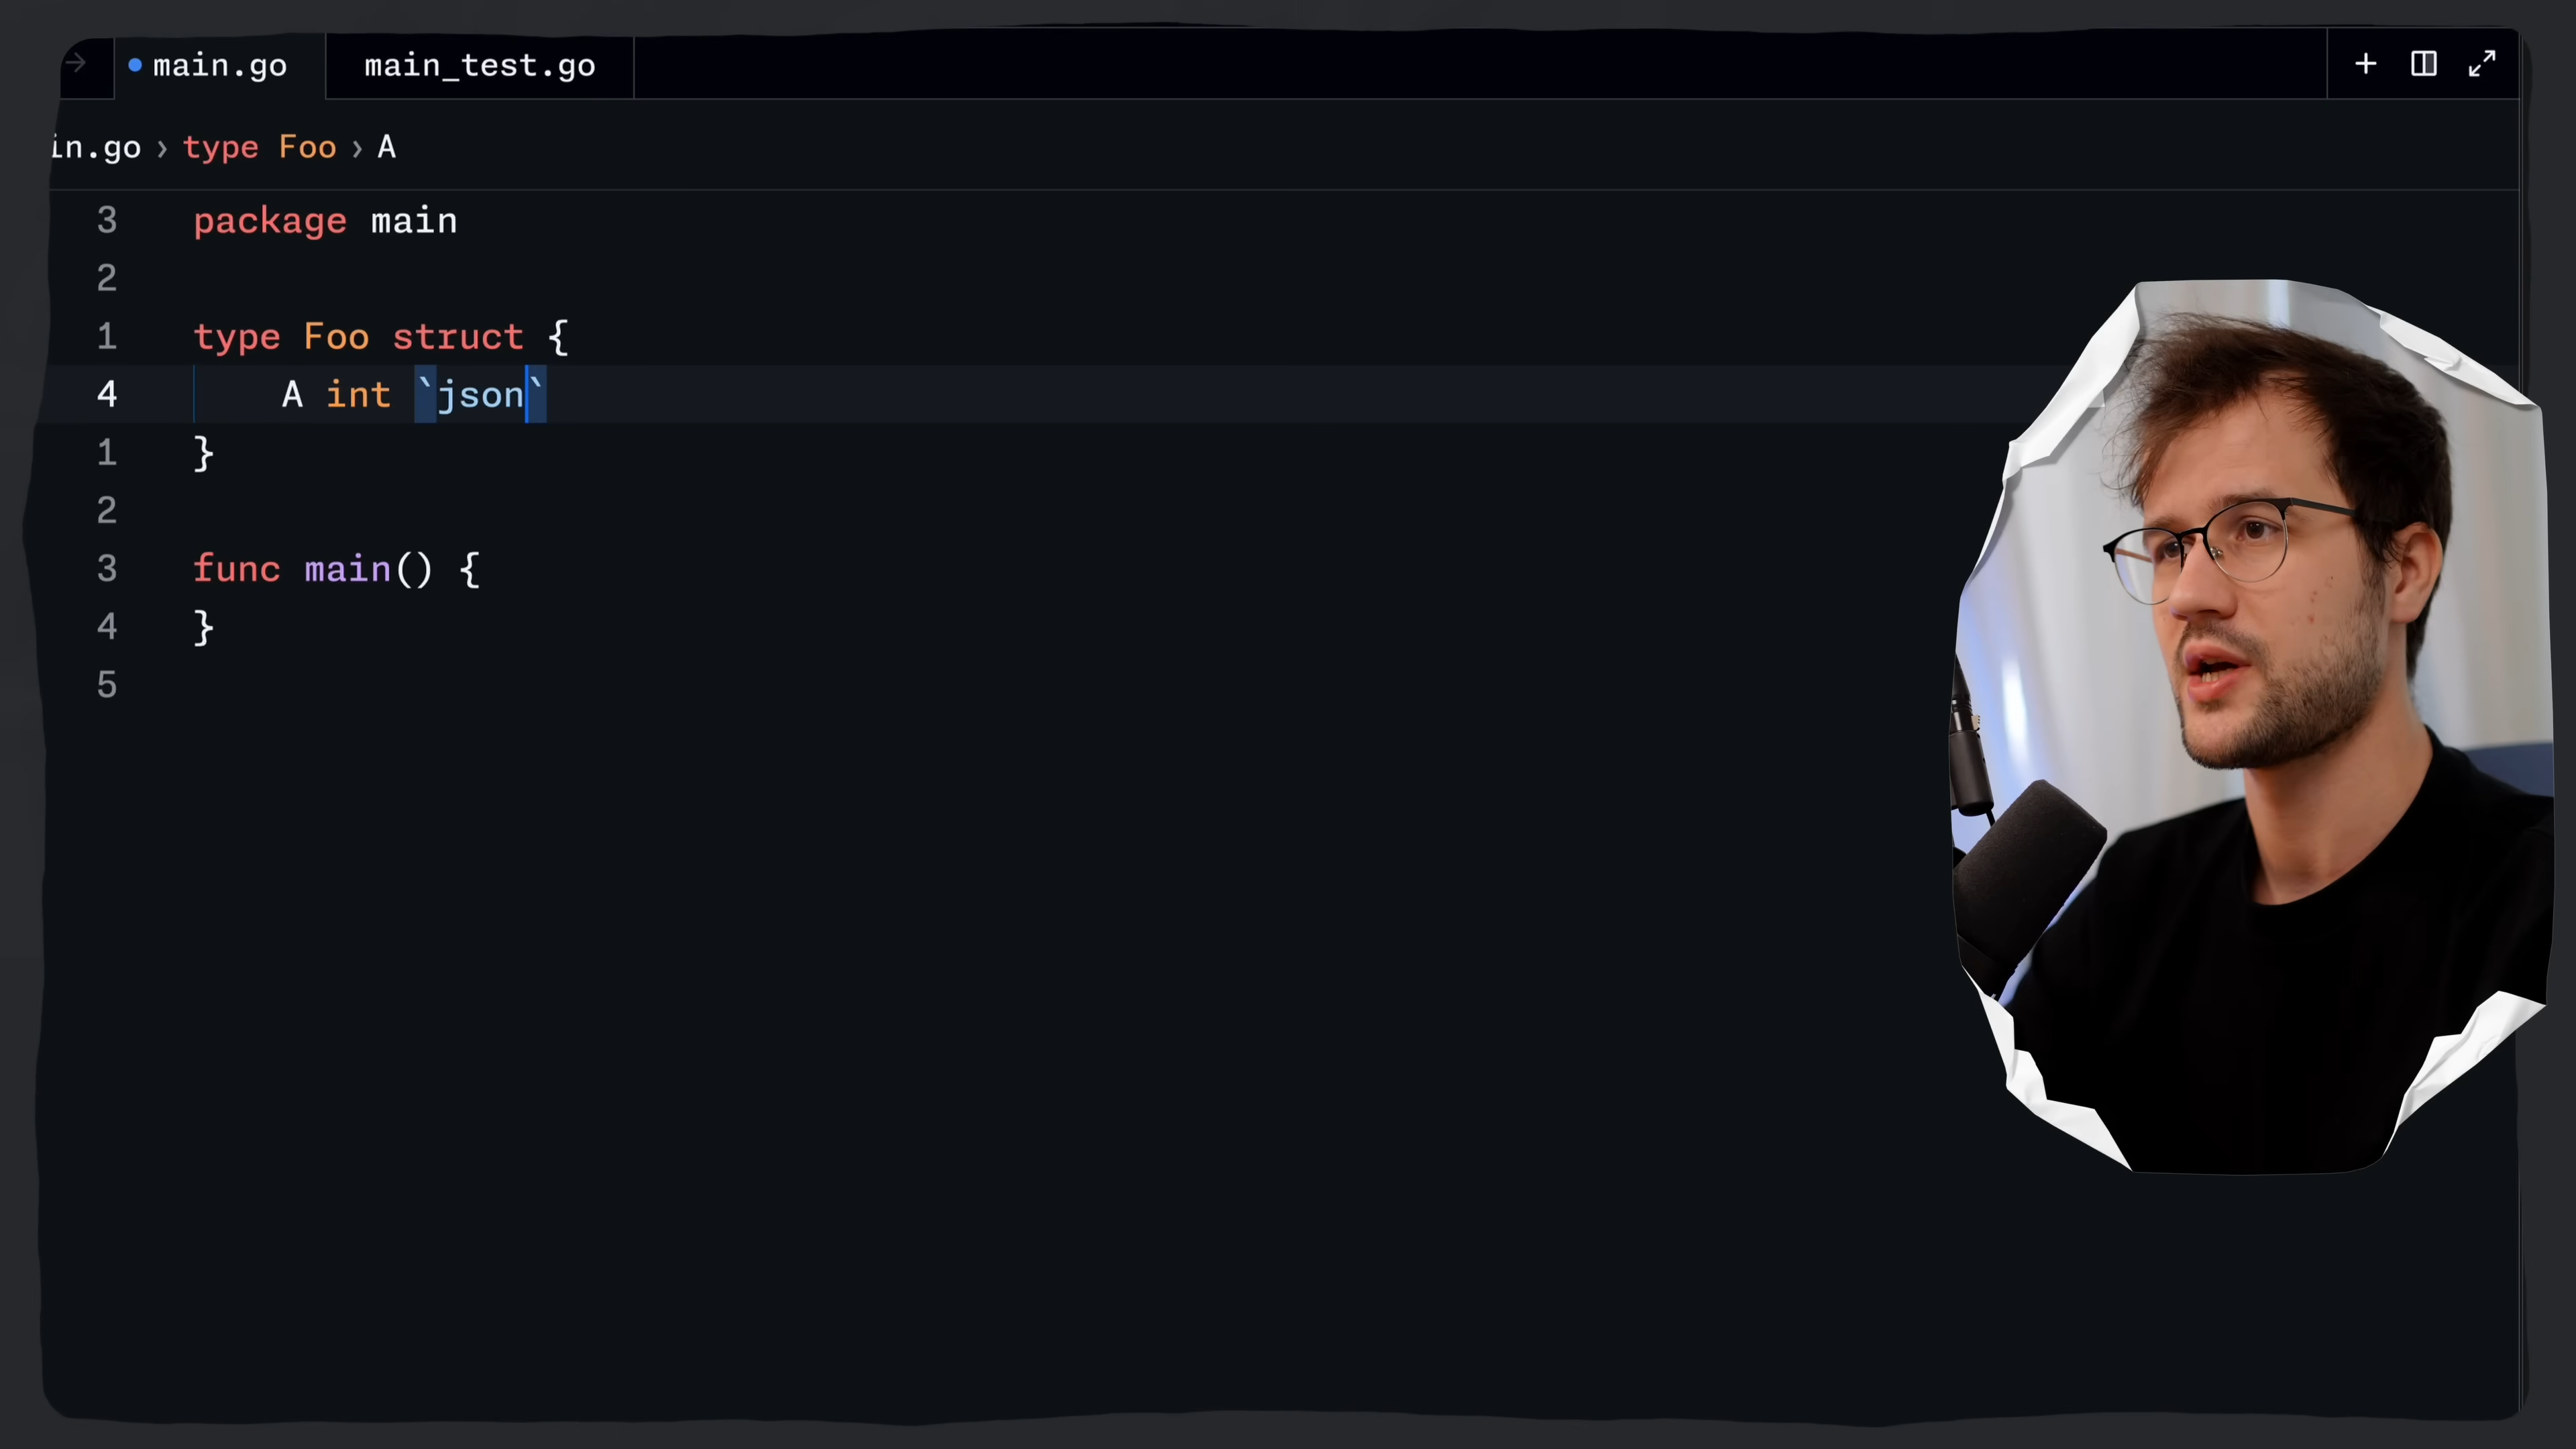 main.go main_test.go
in.go › type Foo › A
3 package main
2
1 type Foo struct {
4 A int `json`
1 }
2
3 func main() {
4 }
5